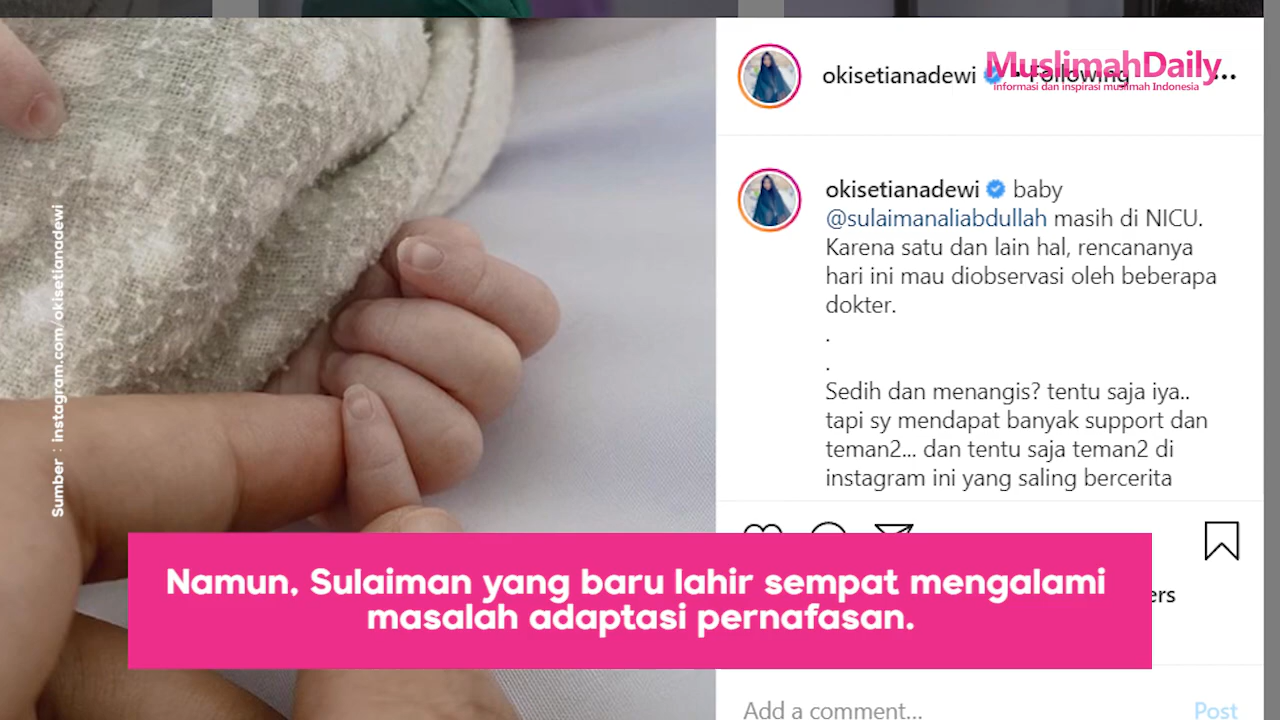 okisetianadewi • Following ...
MuslimahDaily
informasi dan inspirasi muslimah Indonesia
okisetianadewi baby
@sulaimanaliabdullah masih di NICU.
Karena satu dan lain hal, rencananya
hari ini mau diobservasi oleh beberapa
dokter.
.
.
Sedih dan menangis? tentu saja iya..
tapi sy mendapat banyak support dan
teman2... dan tentu saja teman2 di
instagram ini yang saling bercerita
Sumber : instagram.com/okisetianadewi
Namun, Sulaiman yang baru lahir sempat mengalami
masalah adaptasi pernafasan.
Add a comment... Post